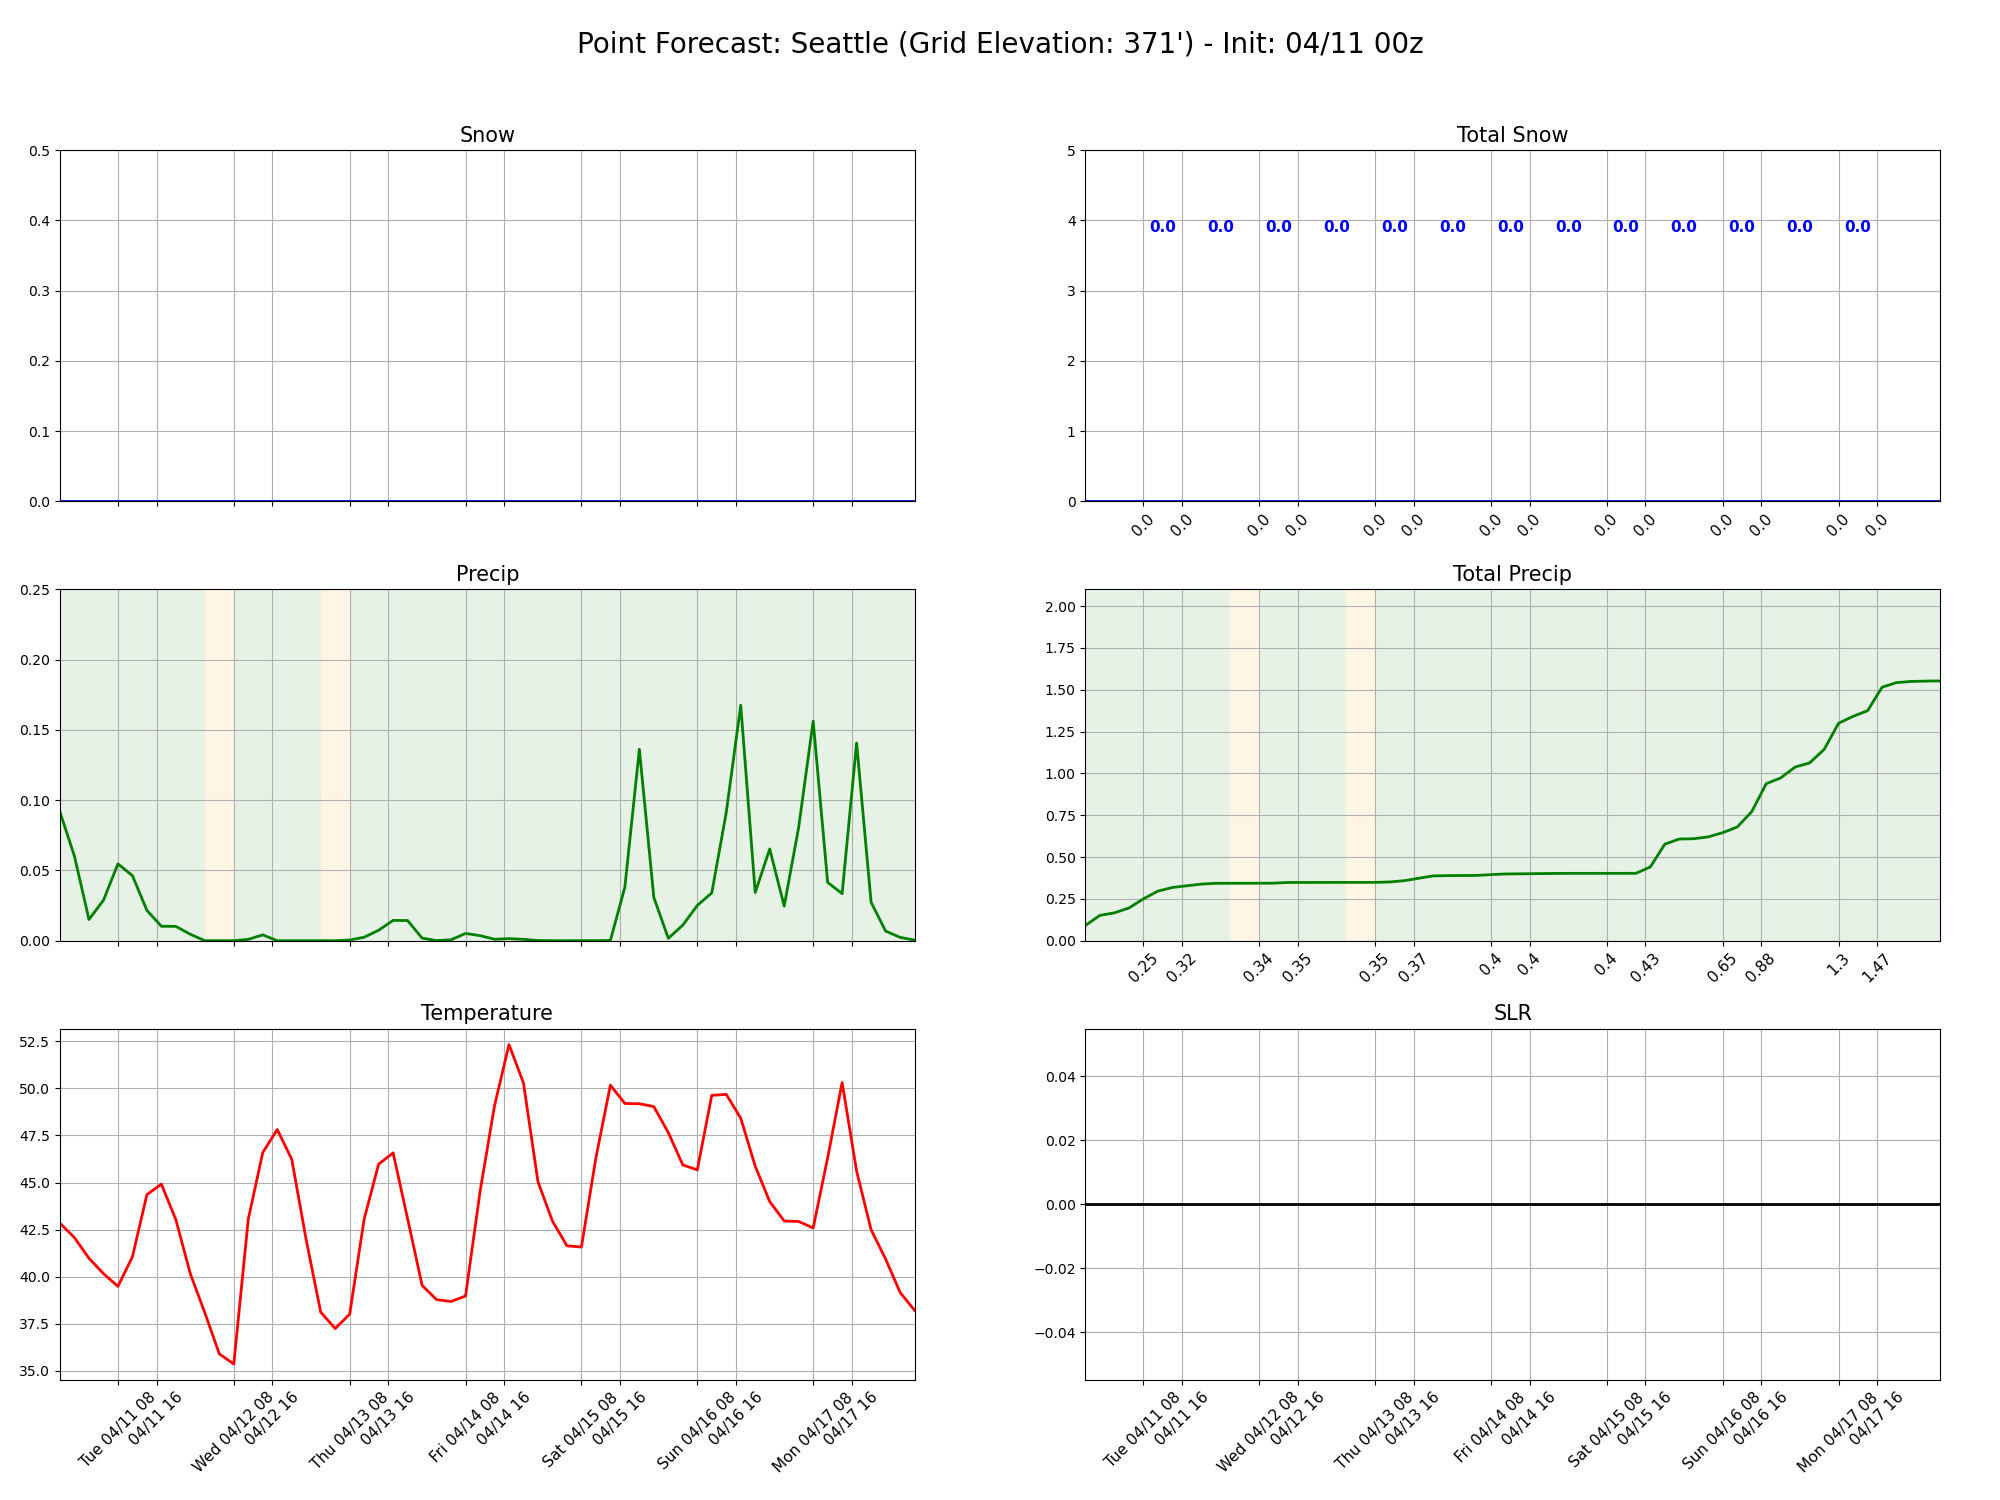 Point Forecast: Seattle (Grid Elevation: 371') - Init: 04/11 00z
Snow
0.5
0.4
0.3
0.2
0.1
0.0
Total Snow
5
4
3
2
1
0
0.0 0.0 0.0 0.0 0.0 0.0 0.0 0.0 0.0 0.0 0.0 0.0 0.0
0.0 0.0 0.0 0.0 0.0 0.0 0.0 0.0 0.0 0.0 0.0 0.0 0.0 0.0
Precip
0.25
0.20
0.15
0.10
0.05
0.00
Total Precip
2.00
1.75
1.50
1.25
1.00
0.75
0.50
0.25
0.00
0.25 0.32 0.34 0.35 0.35 0.37 0.4 0.4 0.4 0.43 0.65 0.88 1.3 1.47
Temperature
52.5
50.0
47.5
45.0
42.5
40.0
37.5
35.0
Tue 04/11 08
04/11 16
Wed 04/12 08
04/12 16
Thu 04/13 08
04/13 16
Fri 04/14 08
04/14 16
Sat 04/15 08
04/15 16
Sun 04/16 08
04/16 16
Mon 04/17 08
04/17 16
SLR
0.04
0.02
0.00
−0.02
−0.04
Tue 04/11 08
04/11 16
Wed 04/12 08
04/12 16
Thu 04/13 08
04/13 16
Fri 04/14 08
04/14 16
Sat 04/15 08
04/15 16
Sun 04/16 08
04/16 16
Mon 04/17 08
04/17 16